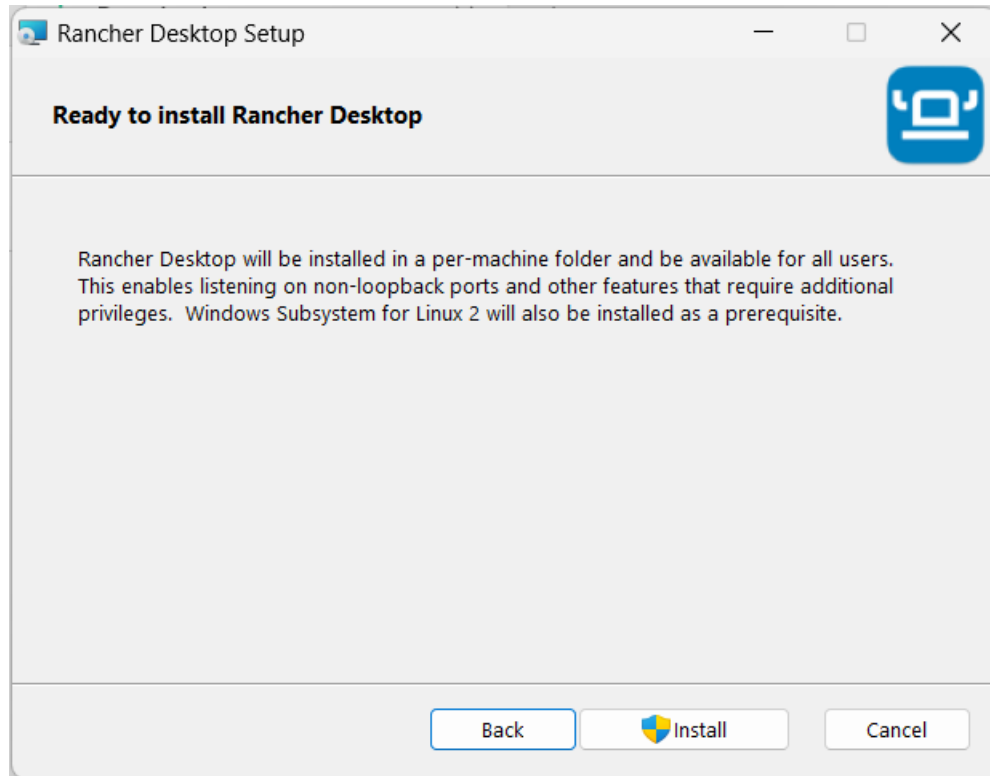 Rancher Desktop Setup
Ready to install Rancher Desktop
Rancher Desktop will be installed in a per-machine folder and be available for all users.
This enables listening on non-loopback ports and other features that require additional
privileges.  Windows Subsystem for Linux 2 will also be installed as a prerequisite.
Back
Install
Cancel